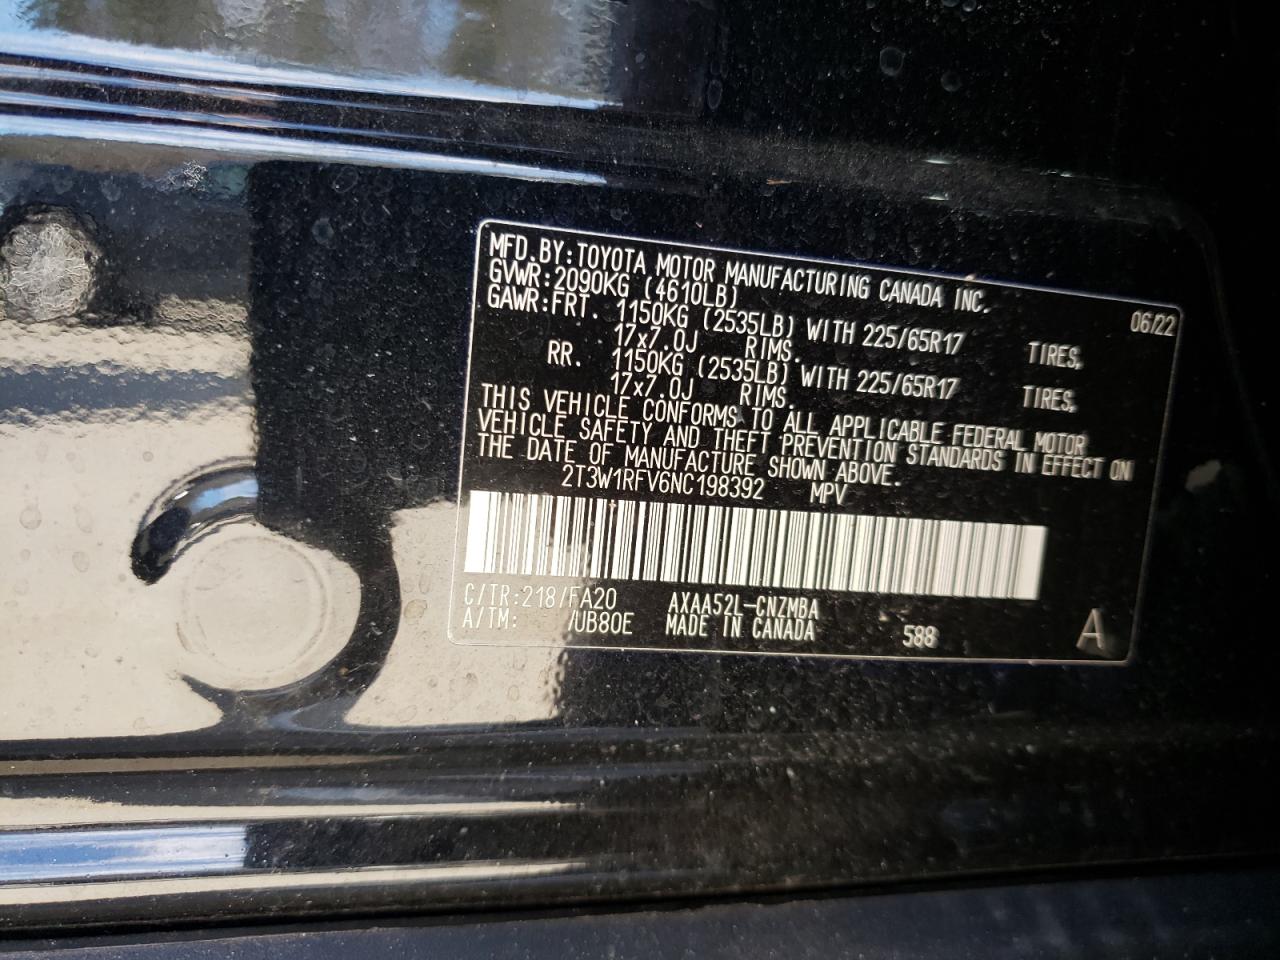 MFD.BY:TOYOTA MOTOR MANUFACTURING CANADA INC.
GVWR:2090KG (4610LB) 06/22
GAWR:FRT. 1150KG (2535LB) WITH 225/65R17 TIRES,
17x7.0J RIMS.
RR. 1150KG (2535LB) WITH 225/65R17 TIRES,
17x7.0J RIMS.
THIS VEHICLE CONFORMS TO ALL APPLICABLE FEDERAL MOTOR
VEHICLE SAFETY AND THEFT PREVENTION STANDARDS IN EFFECT ON
THE DATE OF MANUFACTURE SHOWN ABOVE.
2T3W1RFV6NC198392 MPV
C/TR:218/FA20 AXAA52L-CNZMBA
A/TM: /UB80E MADE IN CANADA 588 A